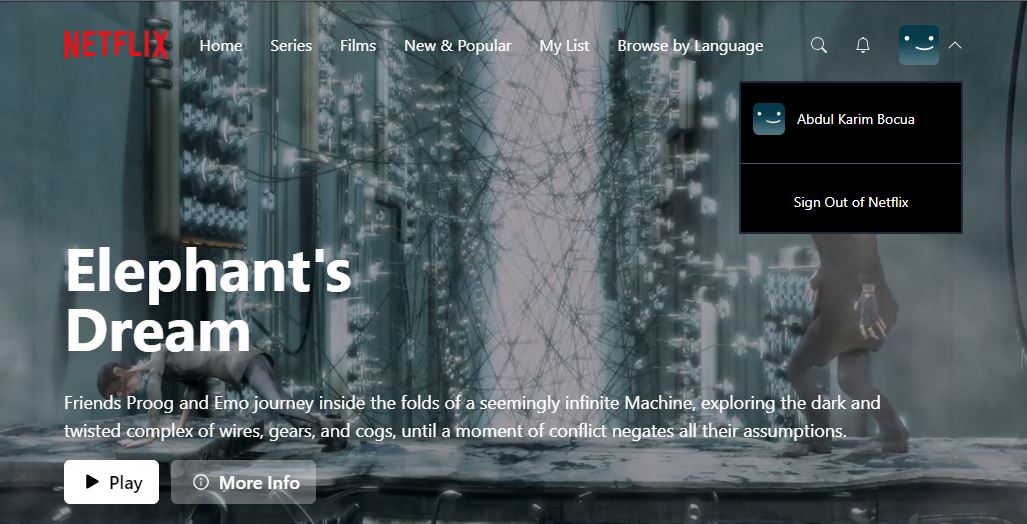 NETFLIX
Home Series Films New & Popular My List Browse by Language
Abdul Karim Bocua
Sign Out of Netflix
Elephant's
Dream
Friends Proog and Emo journey inside the folds of a seemingly infinite Machine, exploring the dark and
twisted complex of wires, gears, and cogs, until a moment of conflict negates all their assumptions.
Play More Info